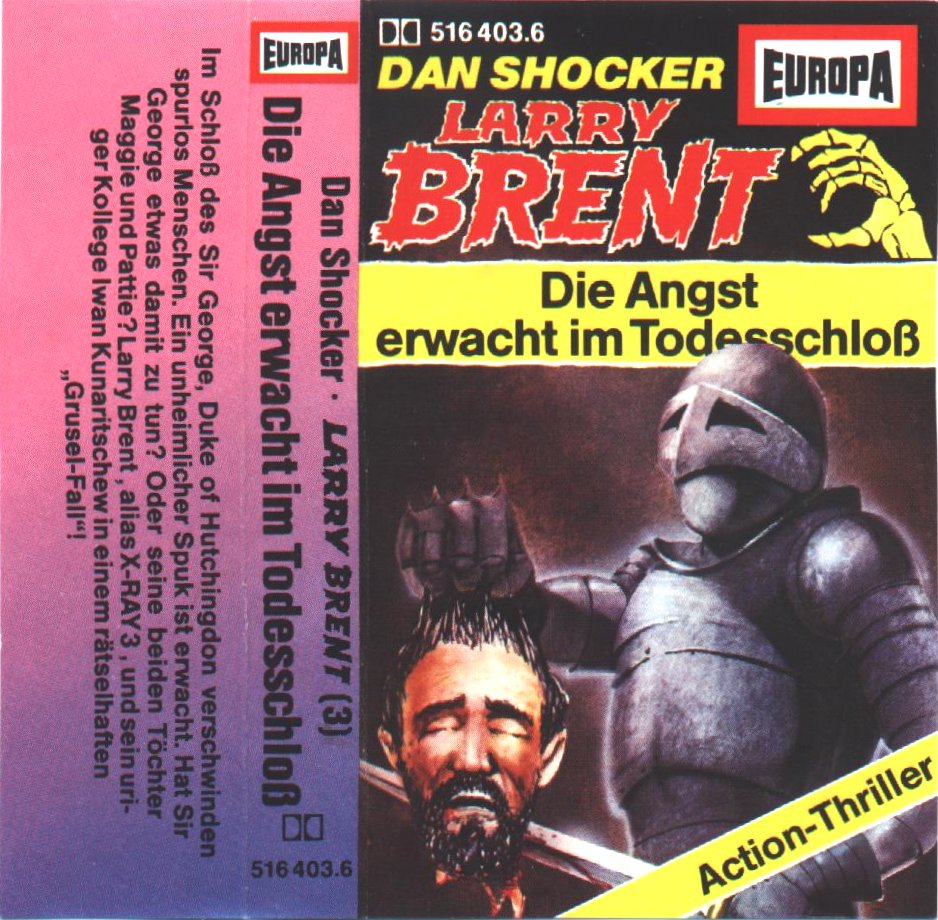 Im Schloß des Sir George, Duke of Hutchingdon verschwinden
spurlos Menschen. Ein unheimlicher Spuk ist erwacht. Hat Sir
George etwas damit zu tun? Oder seine beiden Töchter
Maggie und Pattie? Larry Brent, alias X-RAY 3, und sein uri-
ger Kollege Iwan Kunaritschew in einem rätselhaften
„Grusel-Fall“!
EUROPA
Dan Shocker · LARRY BRENT (3)
Die Angst erwacht im Todesschloß
516 403.6
516 403.6
DAN SHOCKER
EUROPA
LARRY
BRENT
Die Angst
erwacht im Todesschloß
Action-Thriller